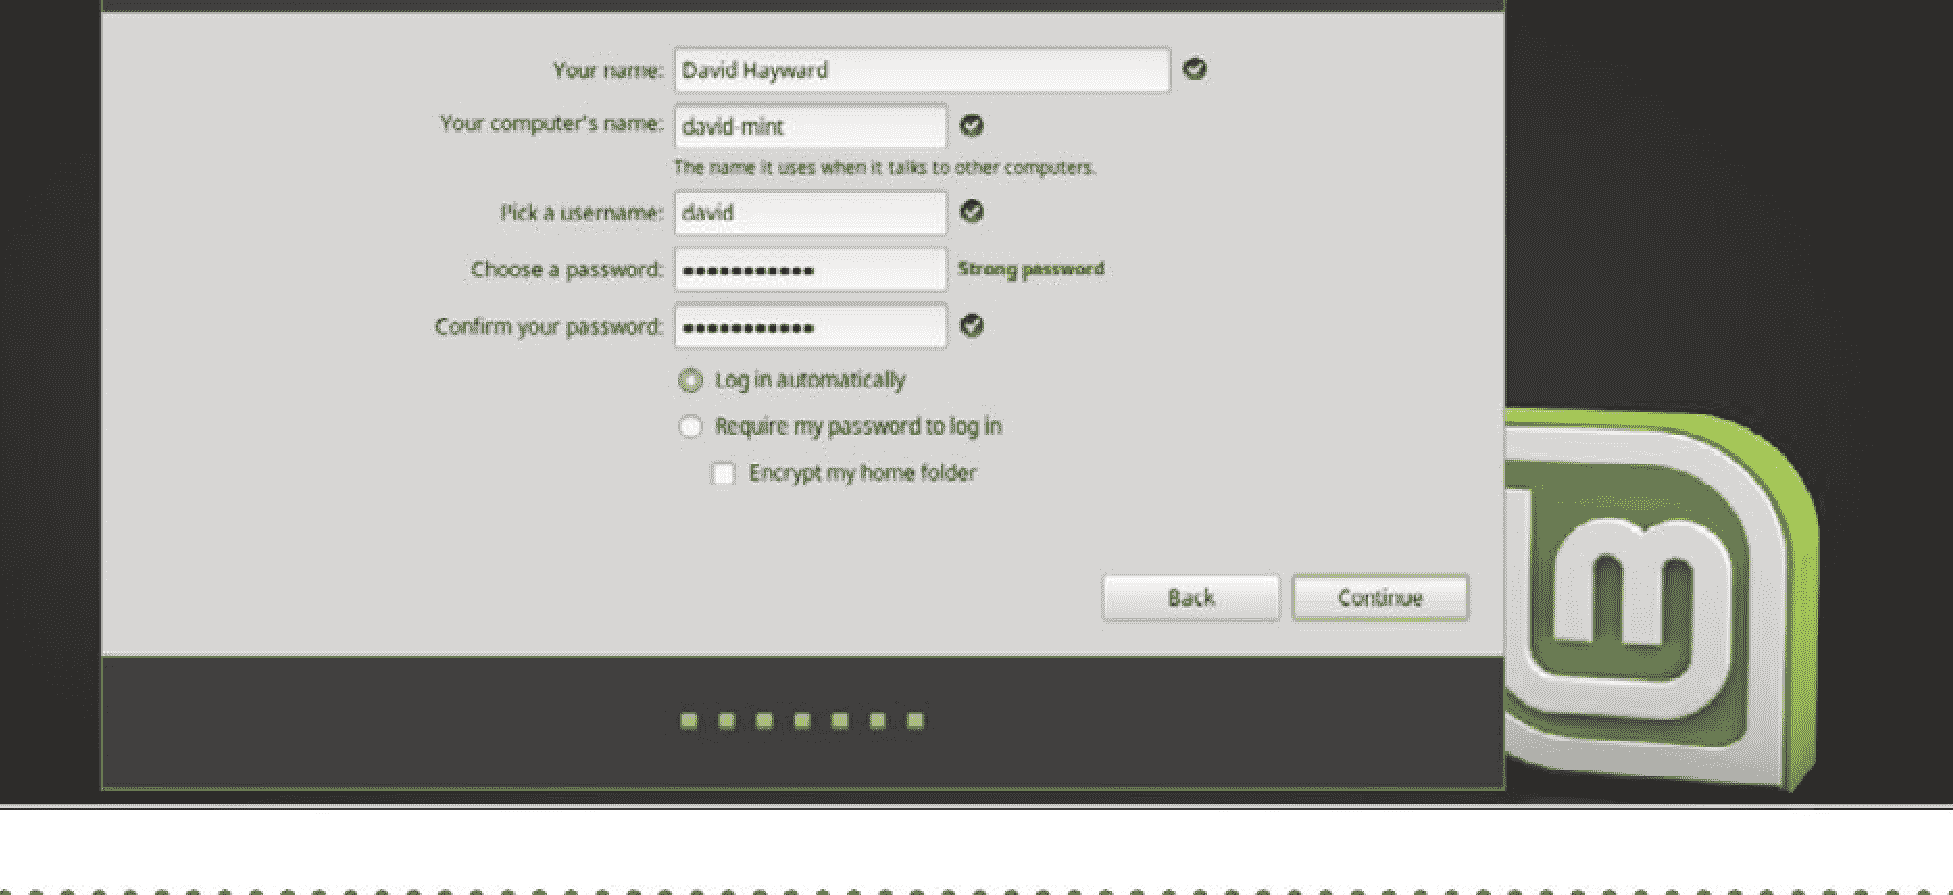 Your name: David Hayward
Your computer's name: david-mint
The name it uses when it talks to other computers.
Pick a username: david
Choose a password: ●●●●●●●●●●● Strong password
Confirm your password: ●●●●●●●●●●●
Log in automatically
Require my password to log in
Encrypt my home folder
Back Continue